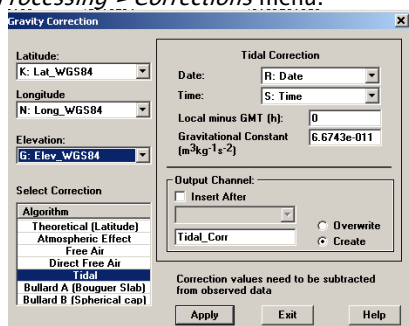 rocessing > Corrections menu.
Gravity Correction
Latitude:
K: Lat_WGS84
Longitude
N: Long_WGS84
Elevation:
G: Elev_WGS84
Select Correction
Algorithm
Theoretical (Latitude)
Atmospheric Effect
Free Air
Direct Free Air
Tidal
Bullard A (Bouguer Slab)
Bullard B (Spherical cap)
Tidal Correction
Date:
R: Date
Time:
S: Time
Local minus GMT (h):
0
Gravitational Constant
6.6743e-011
(m³kg⁻¹s⁻²)
Output Channel:
Insert After
Tidal_Corr
Overwrite
Create
Correction values need to be subtracted
from observed data
Apply
Exit
Help